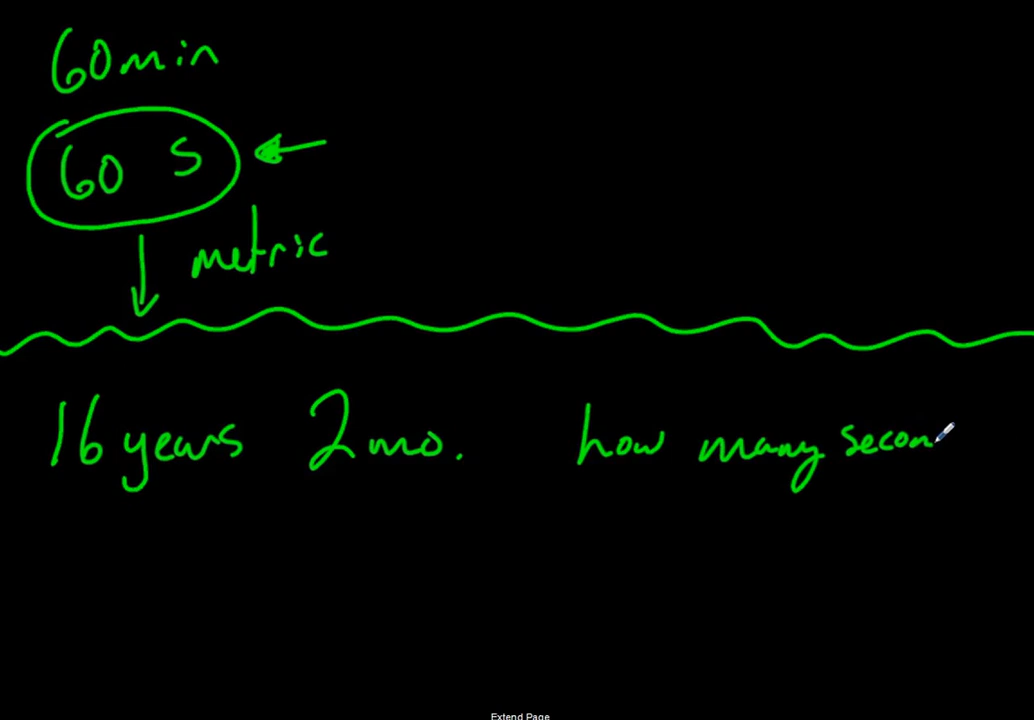 60 min
60 s
metric
16 years 2 mo. how many secon
Extend Page